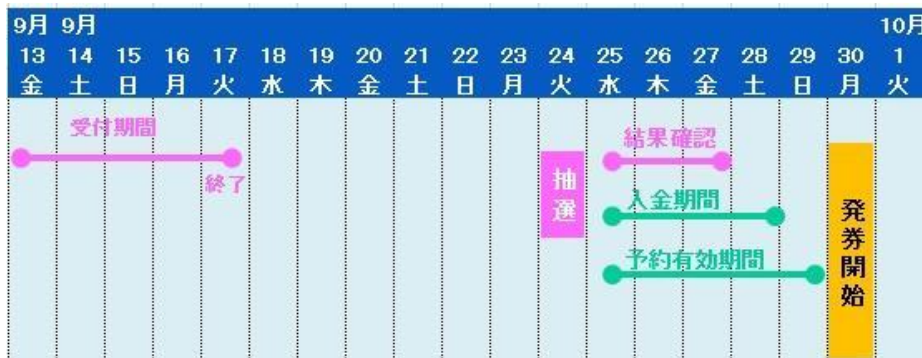 9月 9月 10月
13 14 15 16 17 18 19 20 21 22 23 24 25 26 27 28 29 30 1
金 土 日 月 火 水 木 金 土 日 月 火 水 木 金 土 日 月 火
受付期間
終了
抽選
結果確認
入金期間
予約有効期間
発券開始